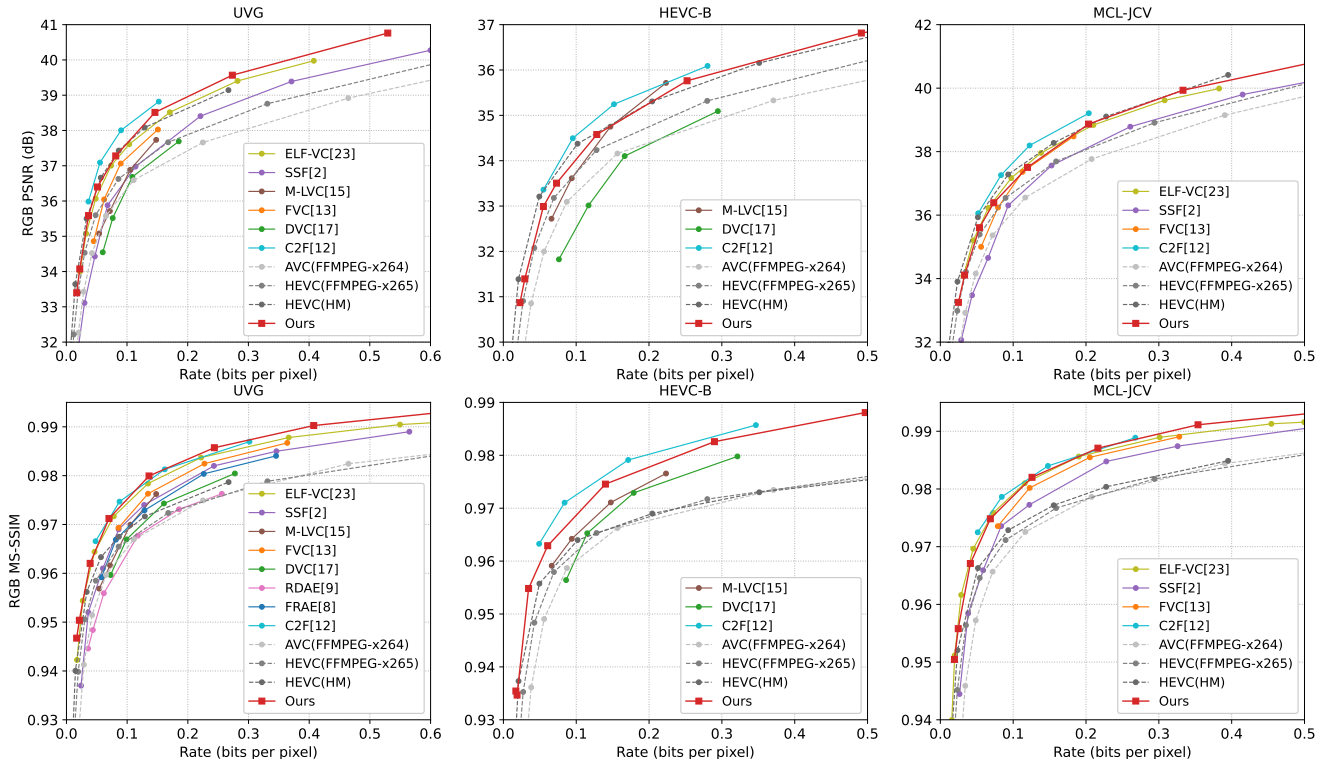 UVG
41
40
39
38
37
36
35
34
33
32
RGB PSNR (dB)
0.0 0.1 0.2 0.3 0.4 0.5 0.6
Rate (bits per pixel)
ELF-VC[23]
SSF[2]
M-LVC[15]
FVC[13]
DVC[17]
C2F[12]
AVC(FFMPEG-x264)
HEVC(FFMPEG-x265)
HEVC(HM)
Ours
HEVC-B
37
36
35
34
33
32
31
30
0.0 0.1 0.2 0.3 0.4 0.5
Rate (bits per pixel)
M-LVC[15]
DVC[17]
C2F[12]
AVC(FFMPEG-x264)
HEVC(FFMPEG-x265)
HEVC(HM)
Ours
MCL-JCV
42
40
38
36
34
32
0.0 0.1 0.2 0.3 0.4 0.5
Rate (bits per pixel)
ELF-VC[23]
SSF[2]
FVC[13]
C2F[12]
AVC(FFMPEG-x264)
HEVC(FFMPEG-x265)
HEVC(HM)
Ours
UVG
0.99
0.98
0.97
0.96
0.95
0.94
0.93
RGB MS-SSIM
0.0 0.1 0.2 0.3 0.4 0.5 0.6
Rate (bits per pixel)
ELF-VC[23]
SSF[2]
M-LVC[15]
FVC[13]
DVC[17]
RDAE[9]
FRAE[8]
C2F[12]
AVC(FFMPEG-x264)
HEVC(FFMPEG-x265)
HEVC(HM)
Ours
HEVC-B
0.99
0.98
0.97
0.96
0.95
0.94
0.93
0.0 0.1 0.2 0.3 0.4 0.5
Rate (bits per pixel)
M-LVC[15]
DVC[17]
C2F[12]
AVC(FFMPEG-x264)
HEVC(FFMPEG-x265)
HEVC(HM)
Ours
MCL-JCV
0.99
0.98
0.97
0.96
0.95
0.94
0.0 0.1 0.2 0.3 0.4 0.5
Rate (bits per pixel)
ELF-VC[23]
SSF[2]
FVC[13]
C2F[12]
AVC(FFMPEG-x264)
HEVC(FFMPEG-x265)
HEVC(HM)
Ours